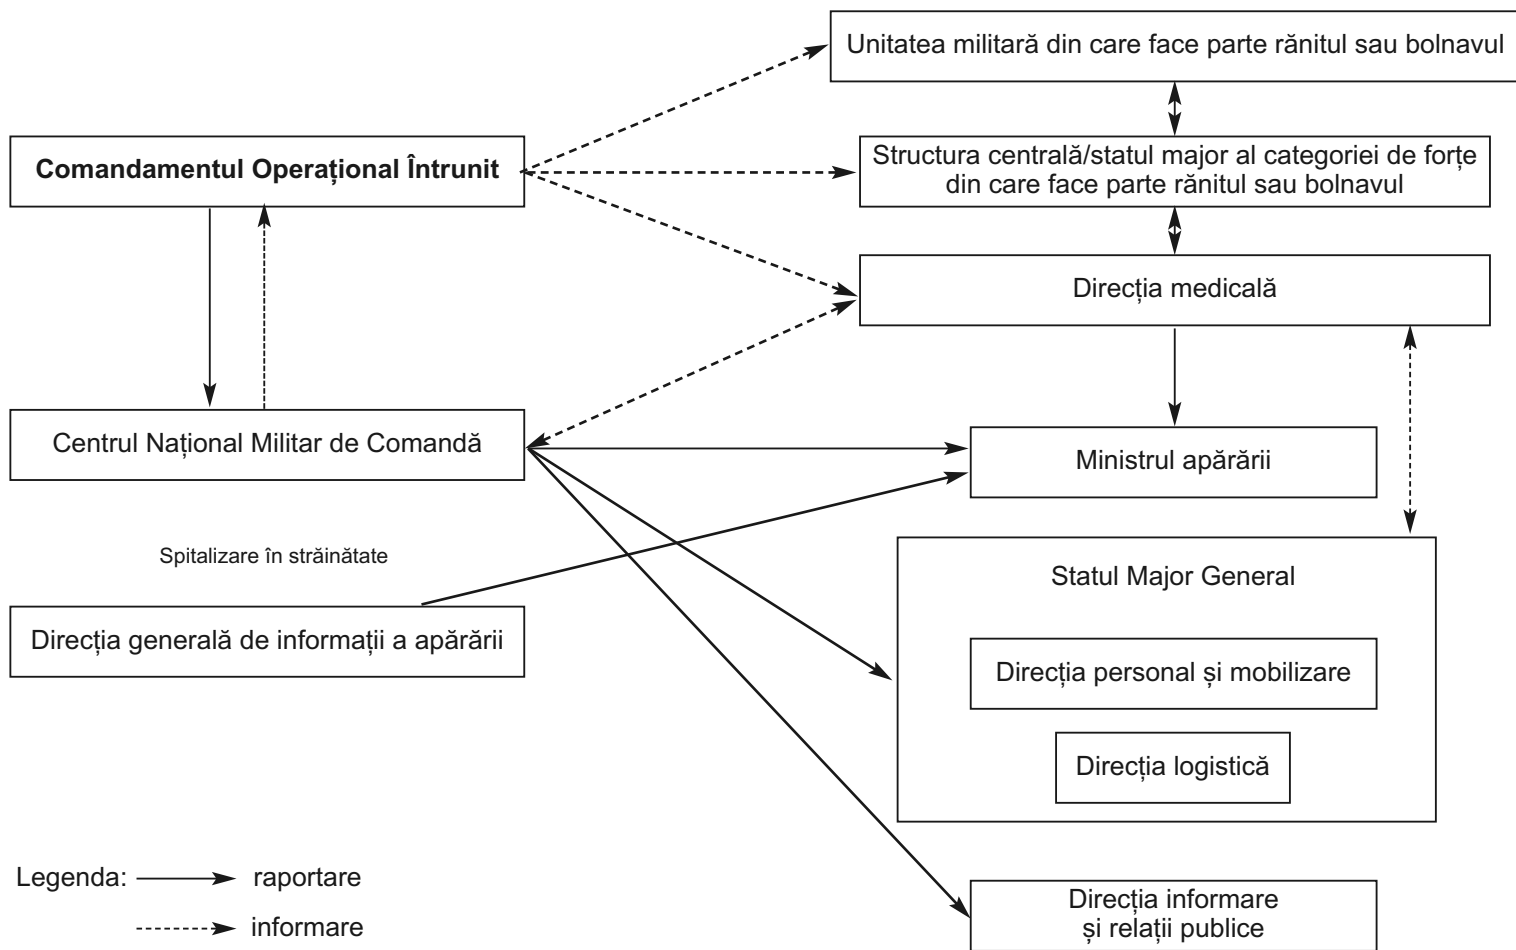 Unitatea militară din care face parte rănitul sau bolnavul
Comandamentul Operațional Întrunit
Structura centrală/statul major al categoriei de forțe
din care face parte rănitul sau bolnavul
Direcția medicală
Centrul Național Militar de Comandă
Ministrul apărării
Spitalizare în străinătate
Direcția generală de informații a apărării
Statul Major General
Direcția personal și mobilizare
Direcția logistică
Legenda:
raportare
informare
Direcția informare
și relații publice